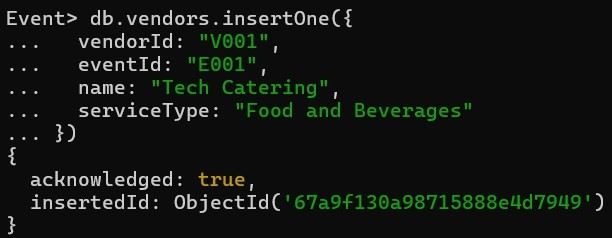 Event> db.vendors.insertOne({
...   vendorId: "V001",
...   eventId: "E001",
...   name: "Tech Catering",
...   serviceType: "Food and Beverages"
... })
{
  acknowledged: true,
  insertedId: ObjectId('67a9f130a98715888e4d7949')
}